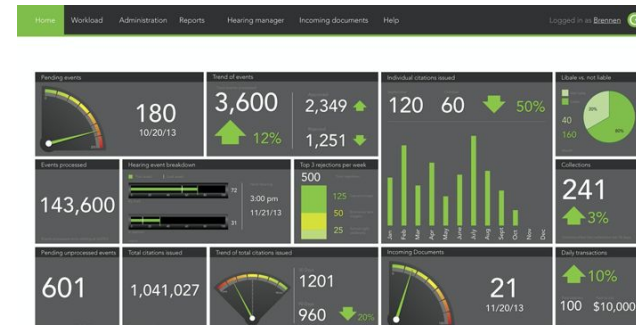 Home Workload Administration Reports Hearing manager Incoming documents Help Logged in as Brennen
Pending events
180
10/20/13
Trend of events
3,600
12%
2,349
1,251
Individual citations issued
120 60 50%
Jan Feb Mar Apr May June July Aug Sept Oct Nov Dec
Libale vs. not liable
40
160
20%
80%
Events processed
143,600
Hearing event breakdown
72
31
3:00 pm
11/21/13
Top 3 rejections per week
500
125
50
25
Collections
241
3%
Pending unprocessed events
601
Total citations issued
1,041,027
Trend of total citations issued
1201
960 20%
Incoming Documents
21
11/20/13
Daily transactions
10%
100 $10,000